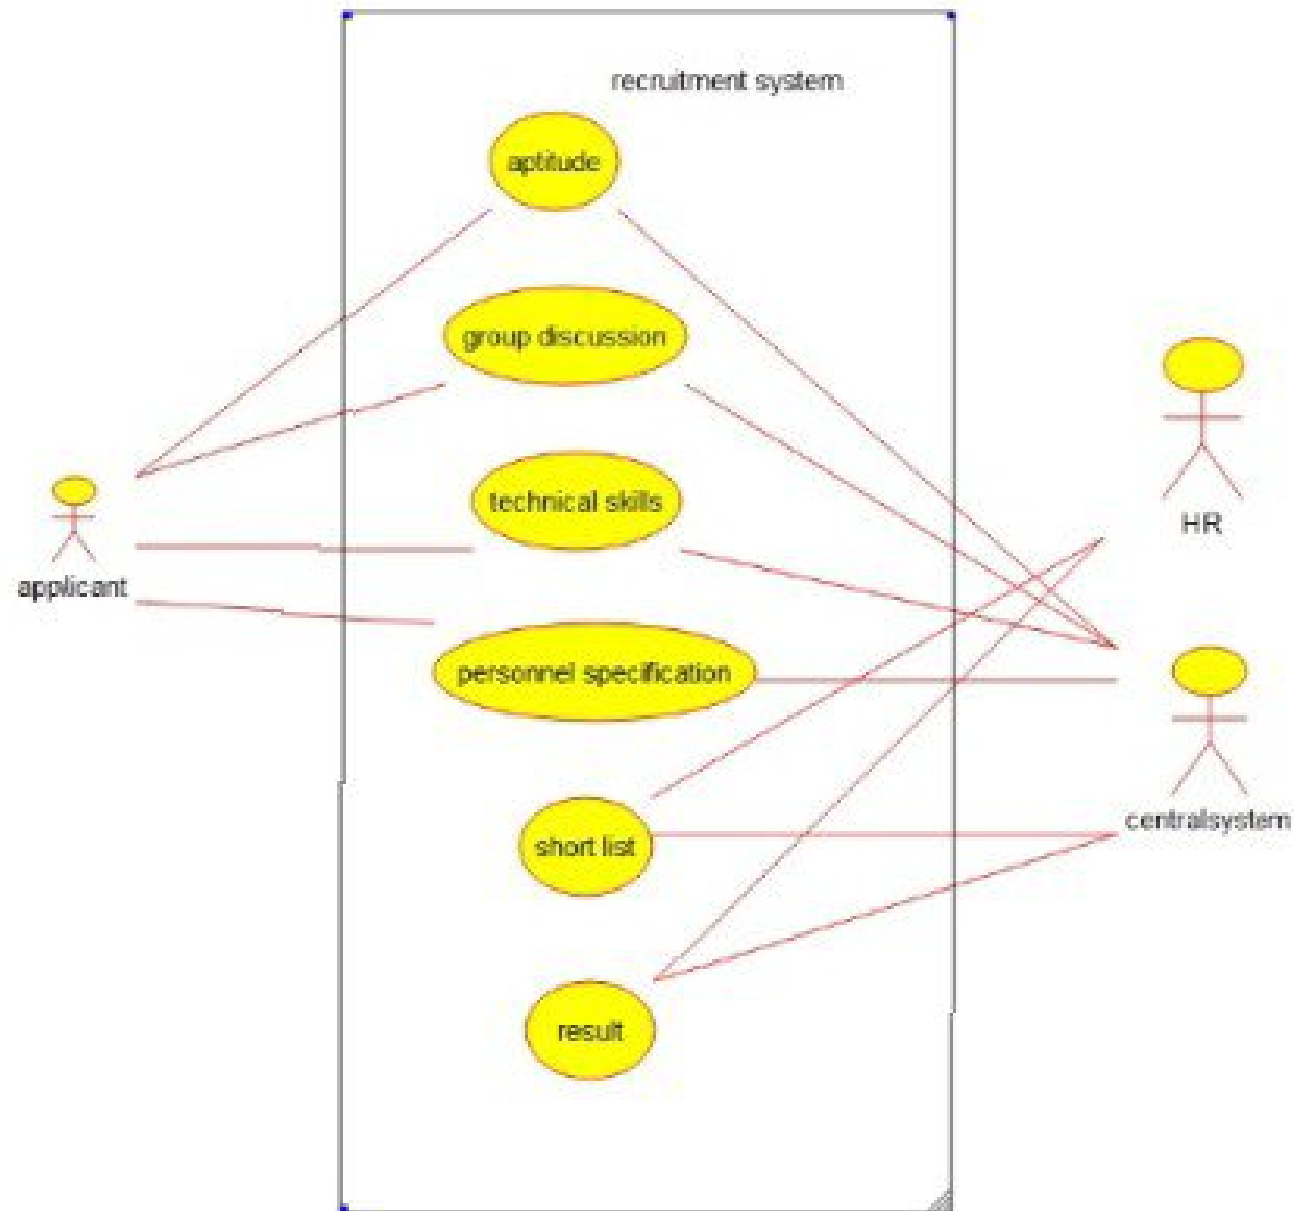 recruitment system
aptitude
group discussion
technical skills
applicant
personnel specification
short list
result
HR
centralsystem